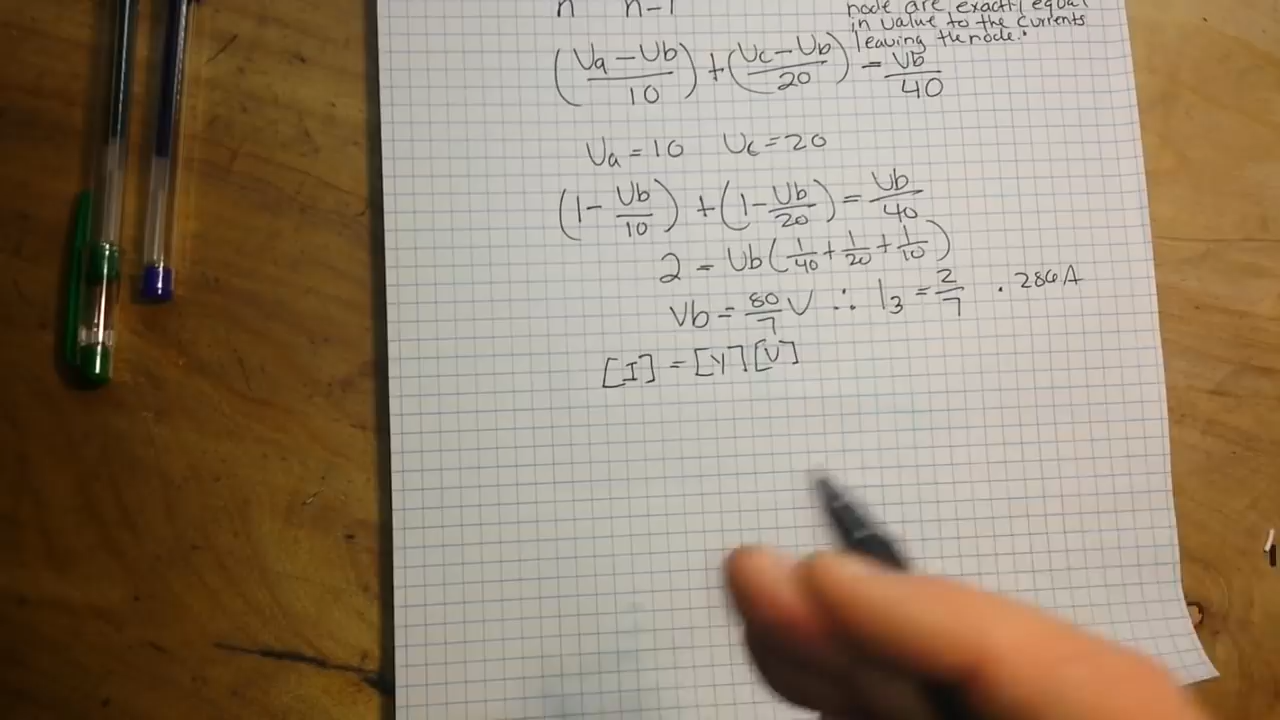 n n-1
node are exactly equal
in value to the currents
leaving the node.
(Va-Vb/10)+(Vc-Vb/20)=Vb/40
Va=10 Vc=20
(1-Vb/10)+(1-Vb/20)=Vb/40
2=Vb(1/40+1/20+1/10)
Vb=80/7V ∴ I3=2/7 .286A
[I]=[Y][V]